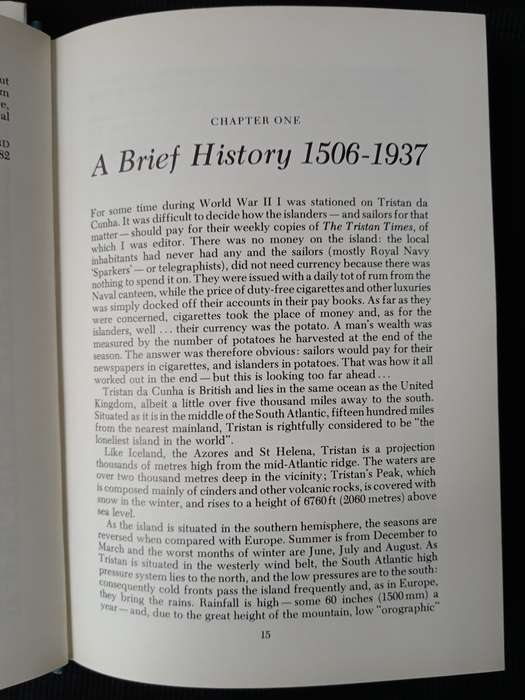 ut
m
e,
al
D
82
CHAPTER ONE
A Brief History 1506-1937
For some time during World War II I was stationed on Tristan da
Cunha. It was difficult to decide how the islanders — and sailors for that
matter — should pay for their weekly copies of The Tristan Times, of
which I was editor. There was no money on the island: the local
inhabitants had never had any and the sailors (mostly Royal Navy
'Sparkers' — or telegraphists), did not need currency because there was
nothing to spend it on. They were issued with a daily tot of rum from the
Naval canteen, while the price of duty-free cigarettes and other luxuries
was simply docked off their accounts in their pay books. As far as they
were concerned, cigarettes took the place of money and, as for the
islanders, well ... their currency was the potato. A man's wealth was
measured by the number of potatoes he harvested at the end of the
season. The answer was therefore obvious: sailors would pay for their
newspapers in cigarettes, and islanders in potatoes. That was how it all
worked out in the end — but this is looking too far ahead ...
Tristan da Cunha is British and lies in the same ocean as the United
Kingdom, albeit a little over five thousand miles away to the south.
Situated as it is in the middle of the South Atlantic, fifteen hundred miles
from the nearest mainland, Tristan is rightfully considered to be "the
loneliest island in the world".
Like Iceland, the Azores and St Helena, Tristan is a projection
thousands of metres high from the mid-Atlantic ridge. The waters are
over two thousand metres deep in the vicinity; Tristan's Peak, which
is composed mainly of cinders and other volcanic rocks, is covered with
snow in the winter, and rises to a height of 6760 ft (2060 metres) above
sea level.
As the island is situated in the southern hemisphere, the seasons are
reversed when compared with Europe. Summer is from December to
March and the worst months of winter are June, July and August. As
Tristan is situated in the westerly wind belt, the South Atlantic high
pressure system lies to the north, and the low pressures are to the south:
consequently cold fronts pass the island frequently and, as in Europe,
they bring the rains. Rainfall is high — some 60 inches (1500 mm) a
year — and, due to the great height of the mountain, low "orographic"
15